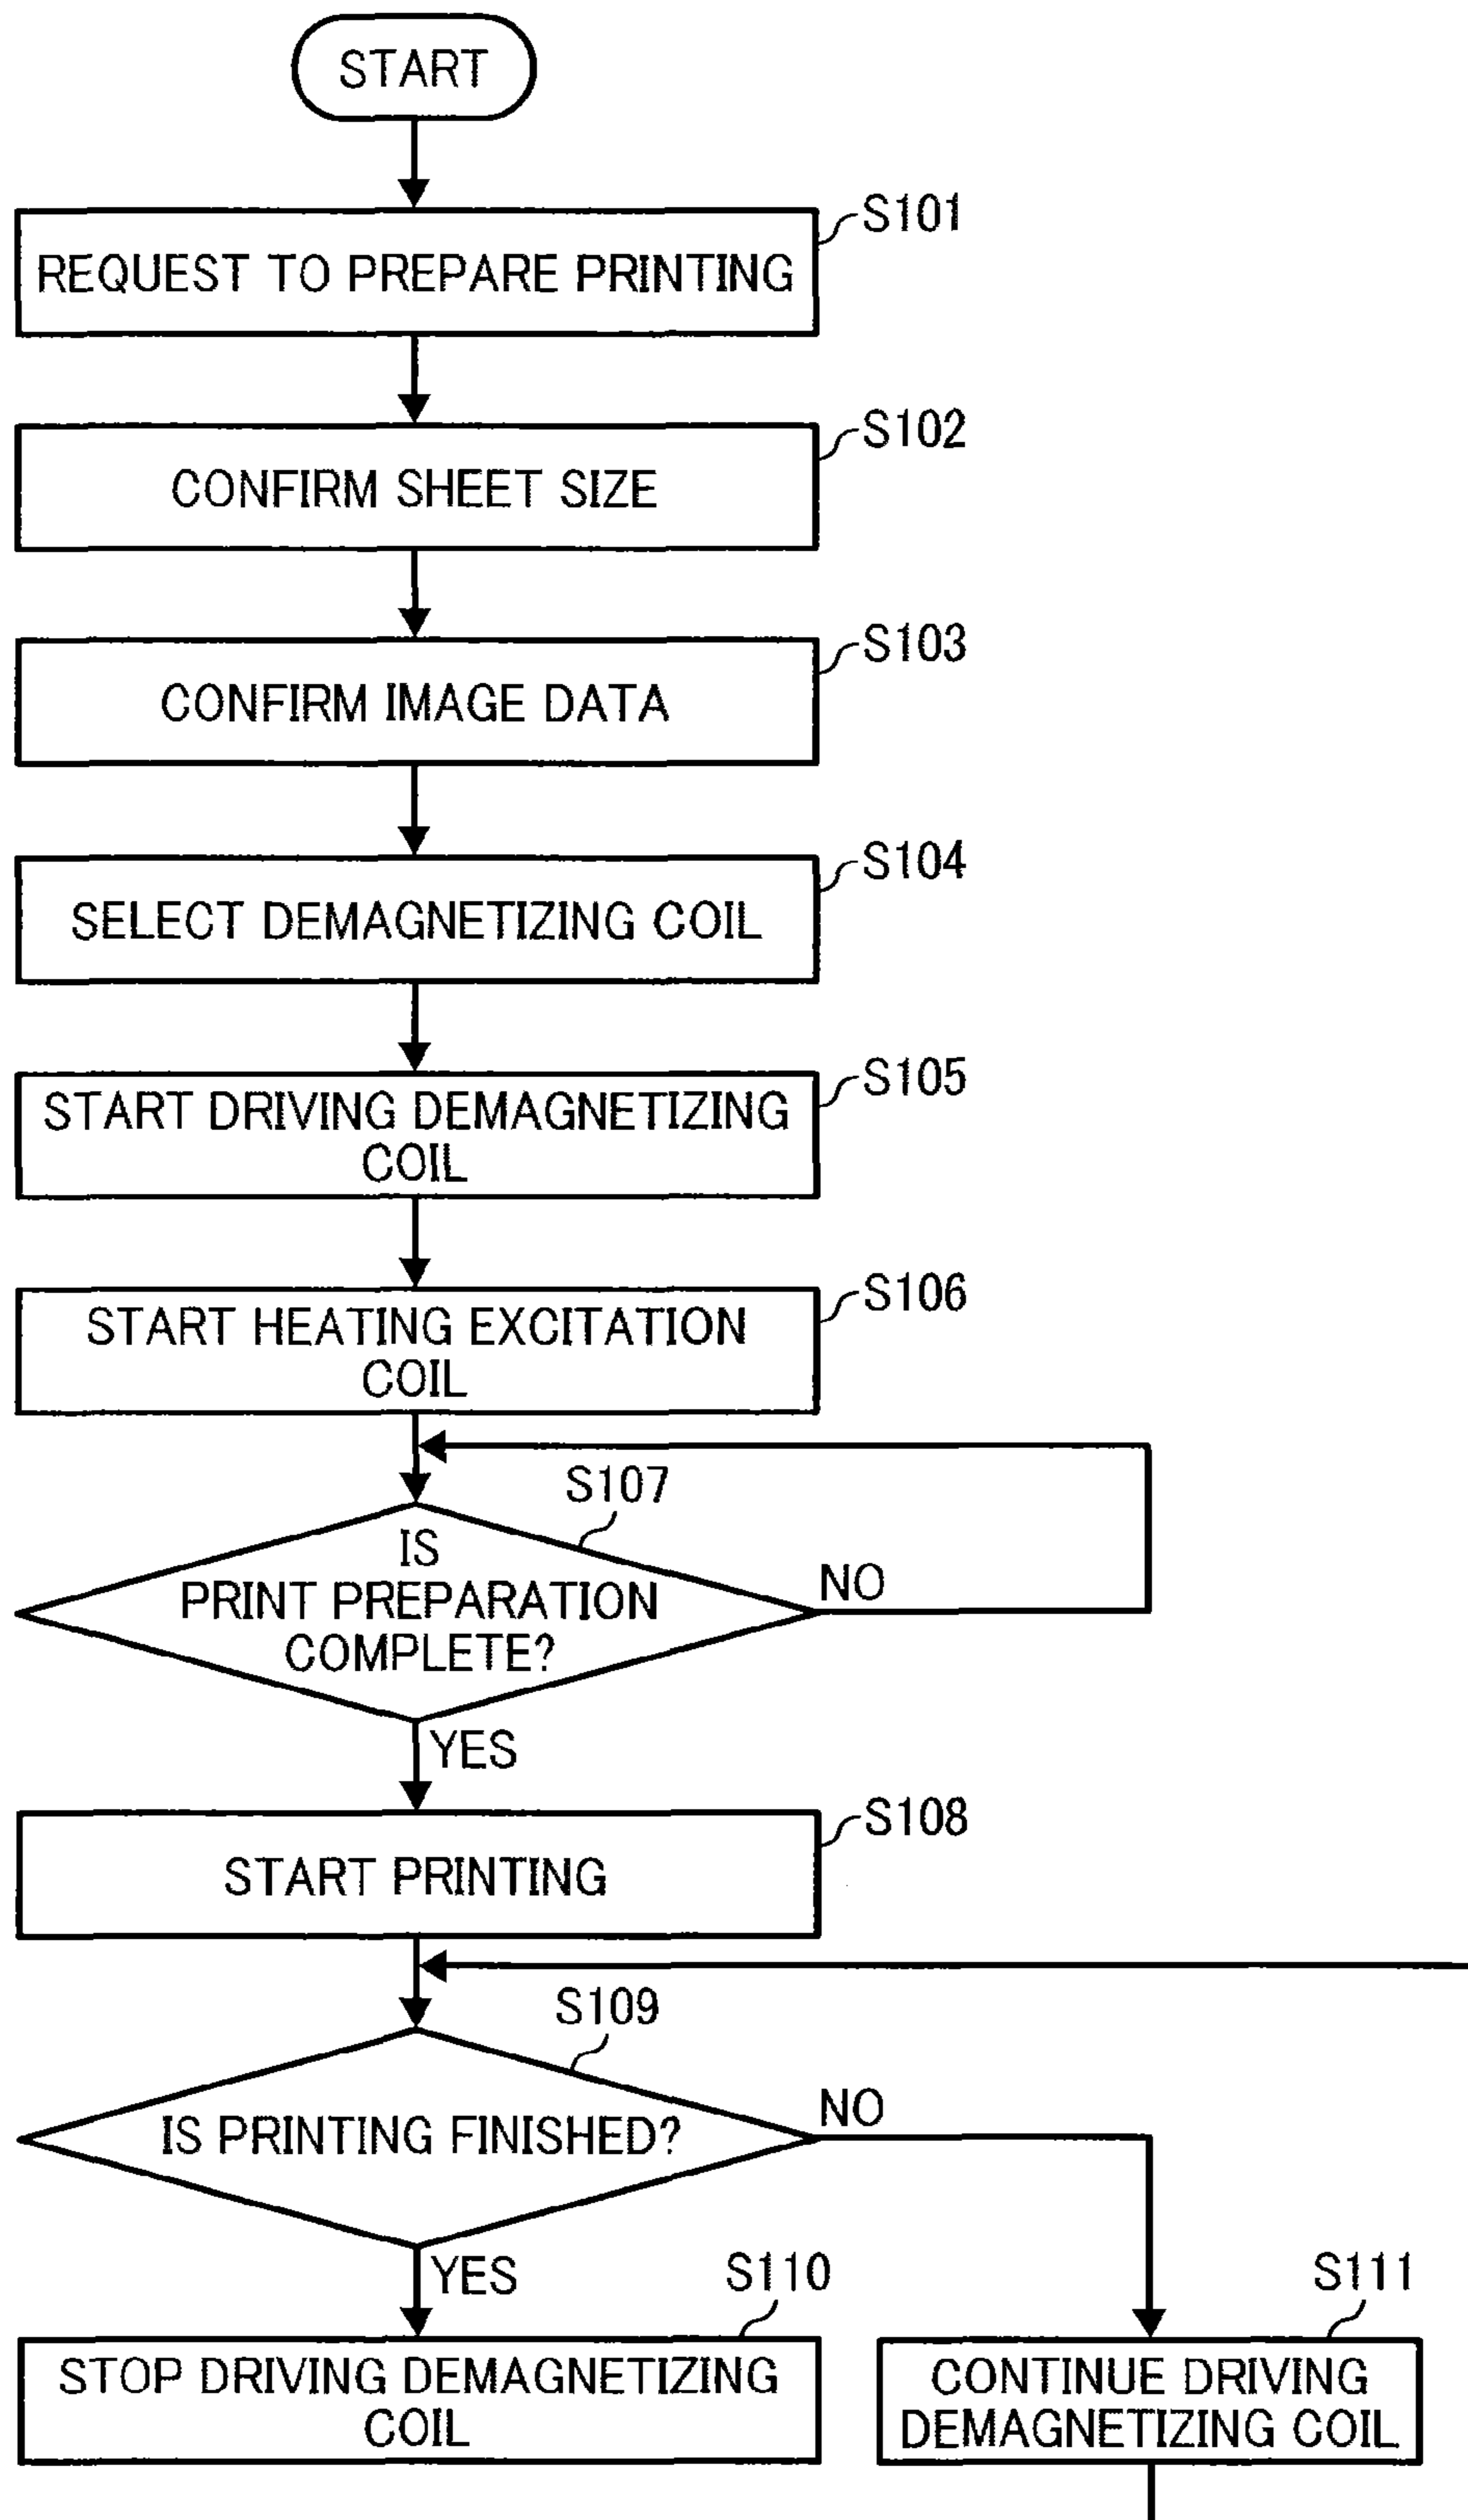 START
S101
REQUEST TO PREPARE PRINTING
S102
CONFIRM SHEET SIZE
S103
CONFIRM IMAGE DATA
S104
SELECT DEMAGNETIZING COIL
S105
START DRIVING DEMAGNETIZING
COIL
S106
START HEATING EXCITATION
COIL
S107
IS
PRINT PREPARATION
COMPLETE?
NO
YES
S108
START PRINTING
S109
IS PRINTING FINISHED?
NO
YES
S110
STOP DRIVING DEMAGNETIZING
COIL
S111
CONTINUE DRIVING
DEMAGNETIZING COIL